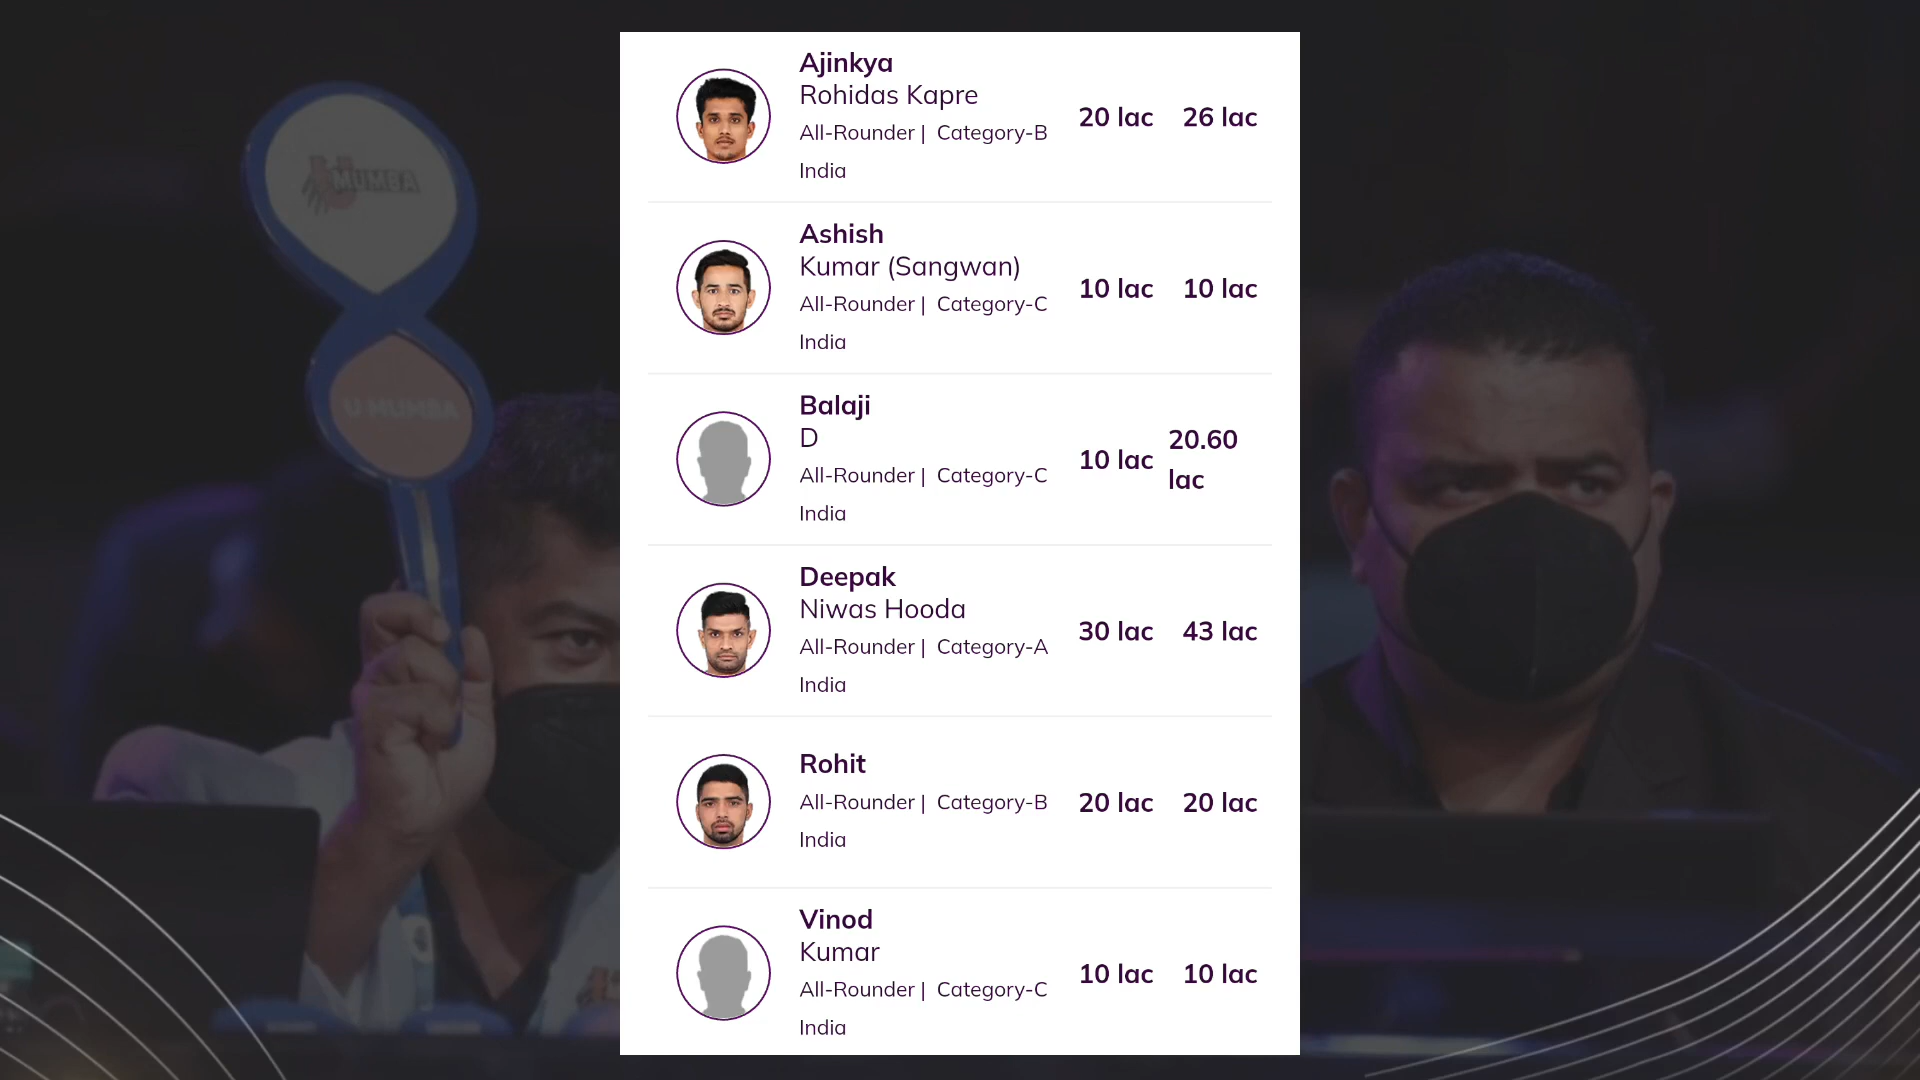 MUMBA
U MUMBA
Ajinkya
Rohidas Kapre
All-Rounder | Category-B
India
20 lac 26 lac
Ashish
Kumar (Sangwan)
All-Rounder | Category-C
India
10 lac 10 lac
Balaji
D
All-Rounder | Category-C
India
10 lac 20.60
lac
Deepak
Niwas Hooda
All-Rounder | Category-A
India
30 lac 43 lac
Rohit
All-Rounder | Category-B
India
20 lac 20 lac
Vinod
Kumar
All-Rounder | Category-C
India
10 lac 10 lac